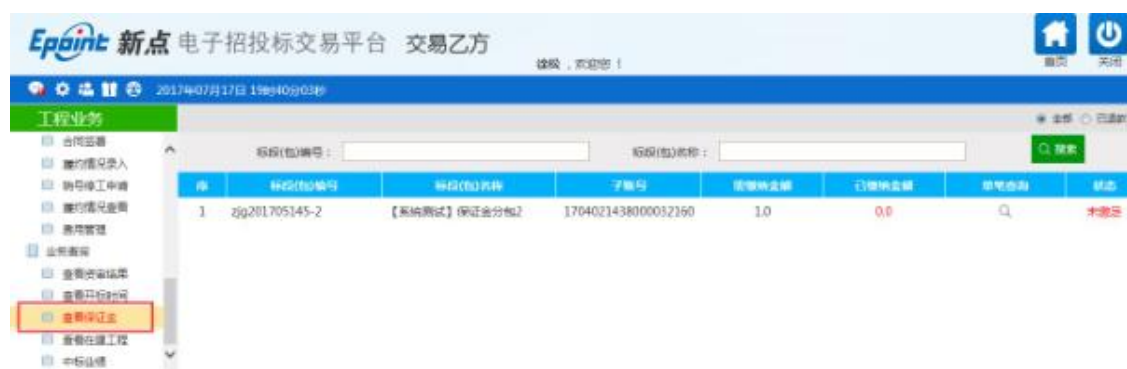 Epoint 新点 电子招投标交易平台 交易乙方
，欢迎您！
首页 关闭
2017年07月17日 19时40分03秒
工程业务
全部 已退款
合同签署
履约情况录入
标段(包)编号： 标段(包)名称： 搜索
履约情况查看
费用管理
序 标段(包)编号 标段(包)名称 子账号 需缴纳金额 已缴纳金额 单笔查询 状态
1 zjg201705145-2 【系统测试】保证金分包2 1704021438000032160 1.0 0.0 未缴足
业务查询
查看资审结果
查看开标时间
查看保证金
查看在建工程
中标业绩